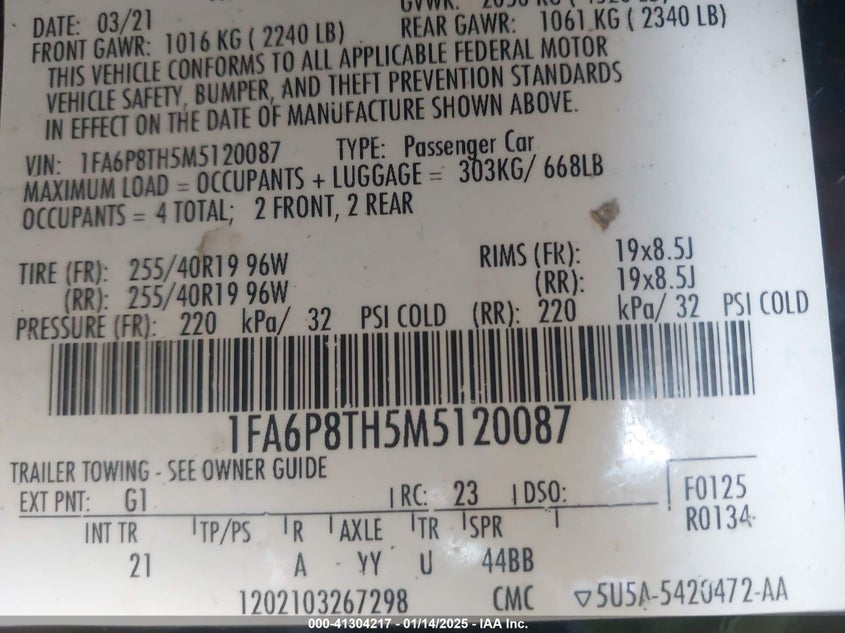 DATE: 03/21
FRONT GAWR: 1016 KG ( 2240 LB) REAR GAWR: 1061 KG ( 2340 LB)
THIS VEHICLE CONFORMS TO ALL APPLICABLE FEDERAL MOTOR
VEHICLE SAFETY, BUMPER, AND THEFT PREVENTION STANDARDS
IN EFFECT ON THE DATE OF MANUFACTURE SHOWN ABOVE.
VIN: 1FA6P8TH5M5120087 TYPE: Passenger Car
MAXIMUM LOAD = OCCUPANTS + LUGGAGE = 303KG/ 668LB
OCCUPANTS = 4 TOTAL; 2 FRONT, 2 REAR
TIRE (FR): 255/40R19 96W RIMS (FR): 19x8.5J
(RR): 255/40R19 96W (RR): 19x8.5J
PRESSURE (FR): 220 kPa/ 32 PSI COLD (RR): 220 kPa/ 32 PSI COLD
1FA6P8TH5M5120087
TRAILER TOWING - SEE OWNER GUIDE
EXT PNT: G1 RC: 23 DSO: F0125
R0134
INT TR TP/PS R AXLE TR SPR
21 A YY U 44BB
1202103267298 CMC ▽5U5A-5420472-AA
000-41304217 - 01/14/2025 - IAA Inc.